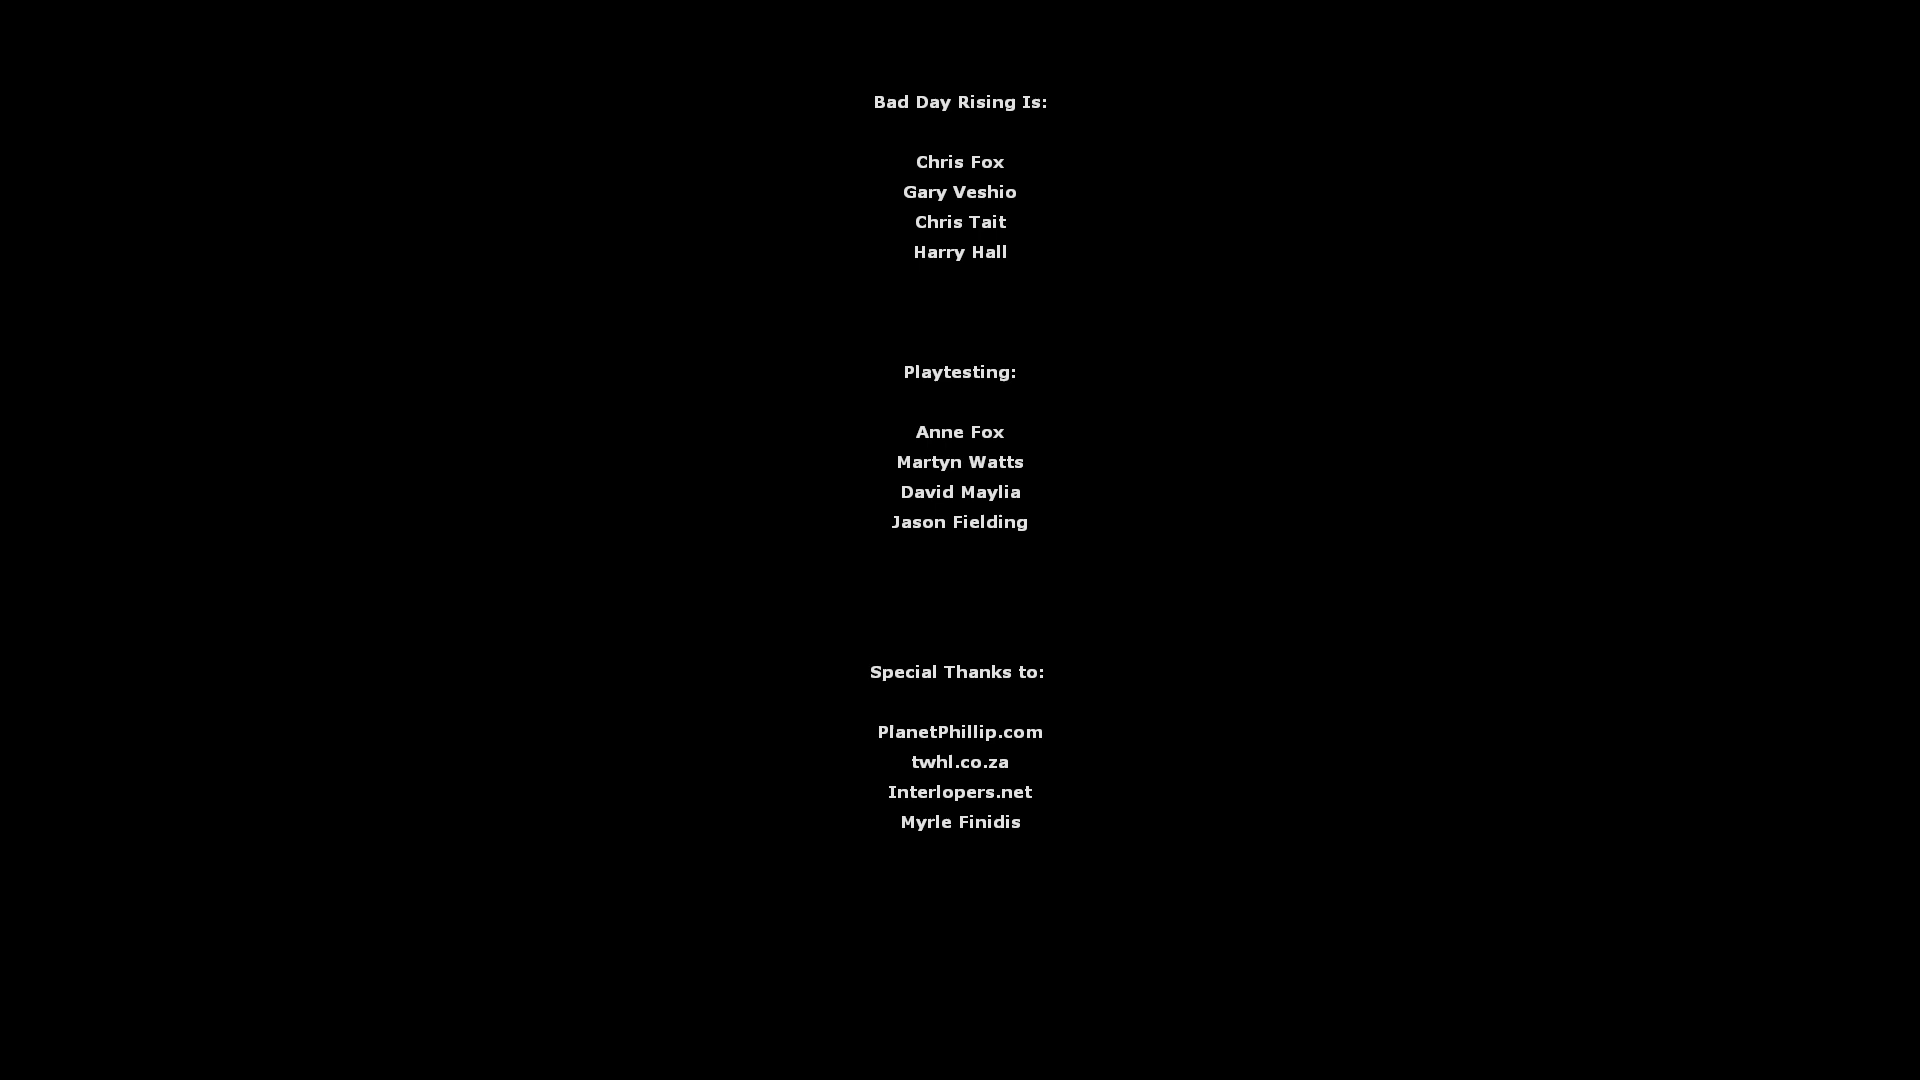 Bad Day Rising Is:
Chris Fox
Gary Veshio
Chris Tait
Harry Hall
Playtesting:
Anne Fox
Martyn Watts
David Maylia
Jason Fielding
Special Thanks to:
PlanetPhillip.com
twhl.co.za
Interlopers.net
Myrle Finidis